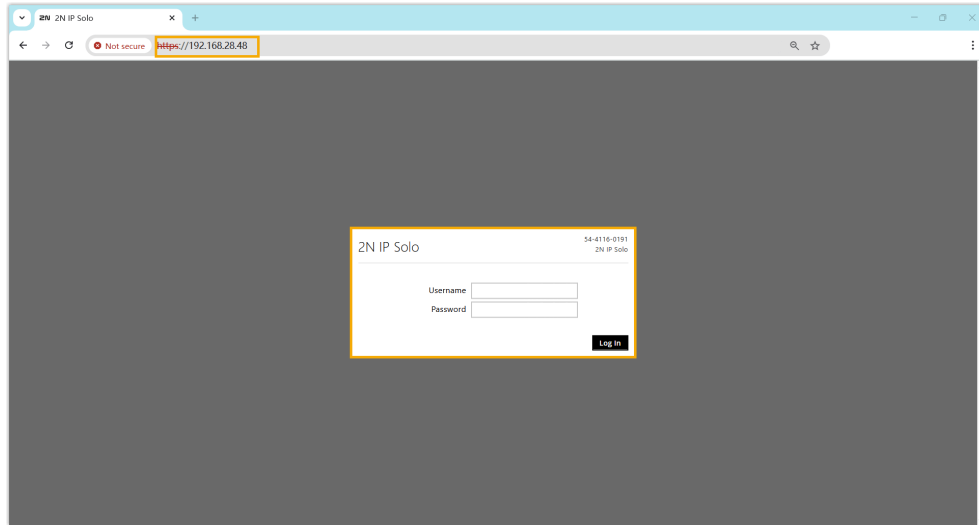 2N 2N IP Solo
Not secure https://192.168.28.48
2N IP Solo
54-4116-0191
2N IP Solo
Username
Password
Log In